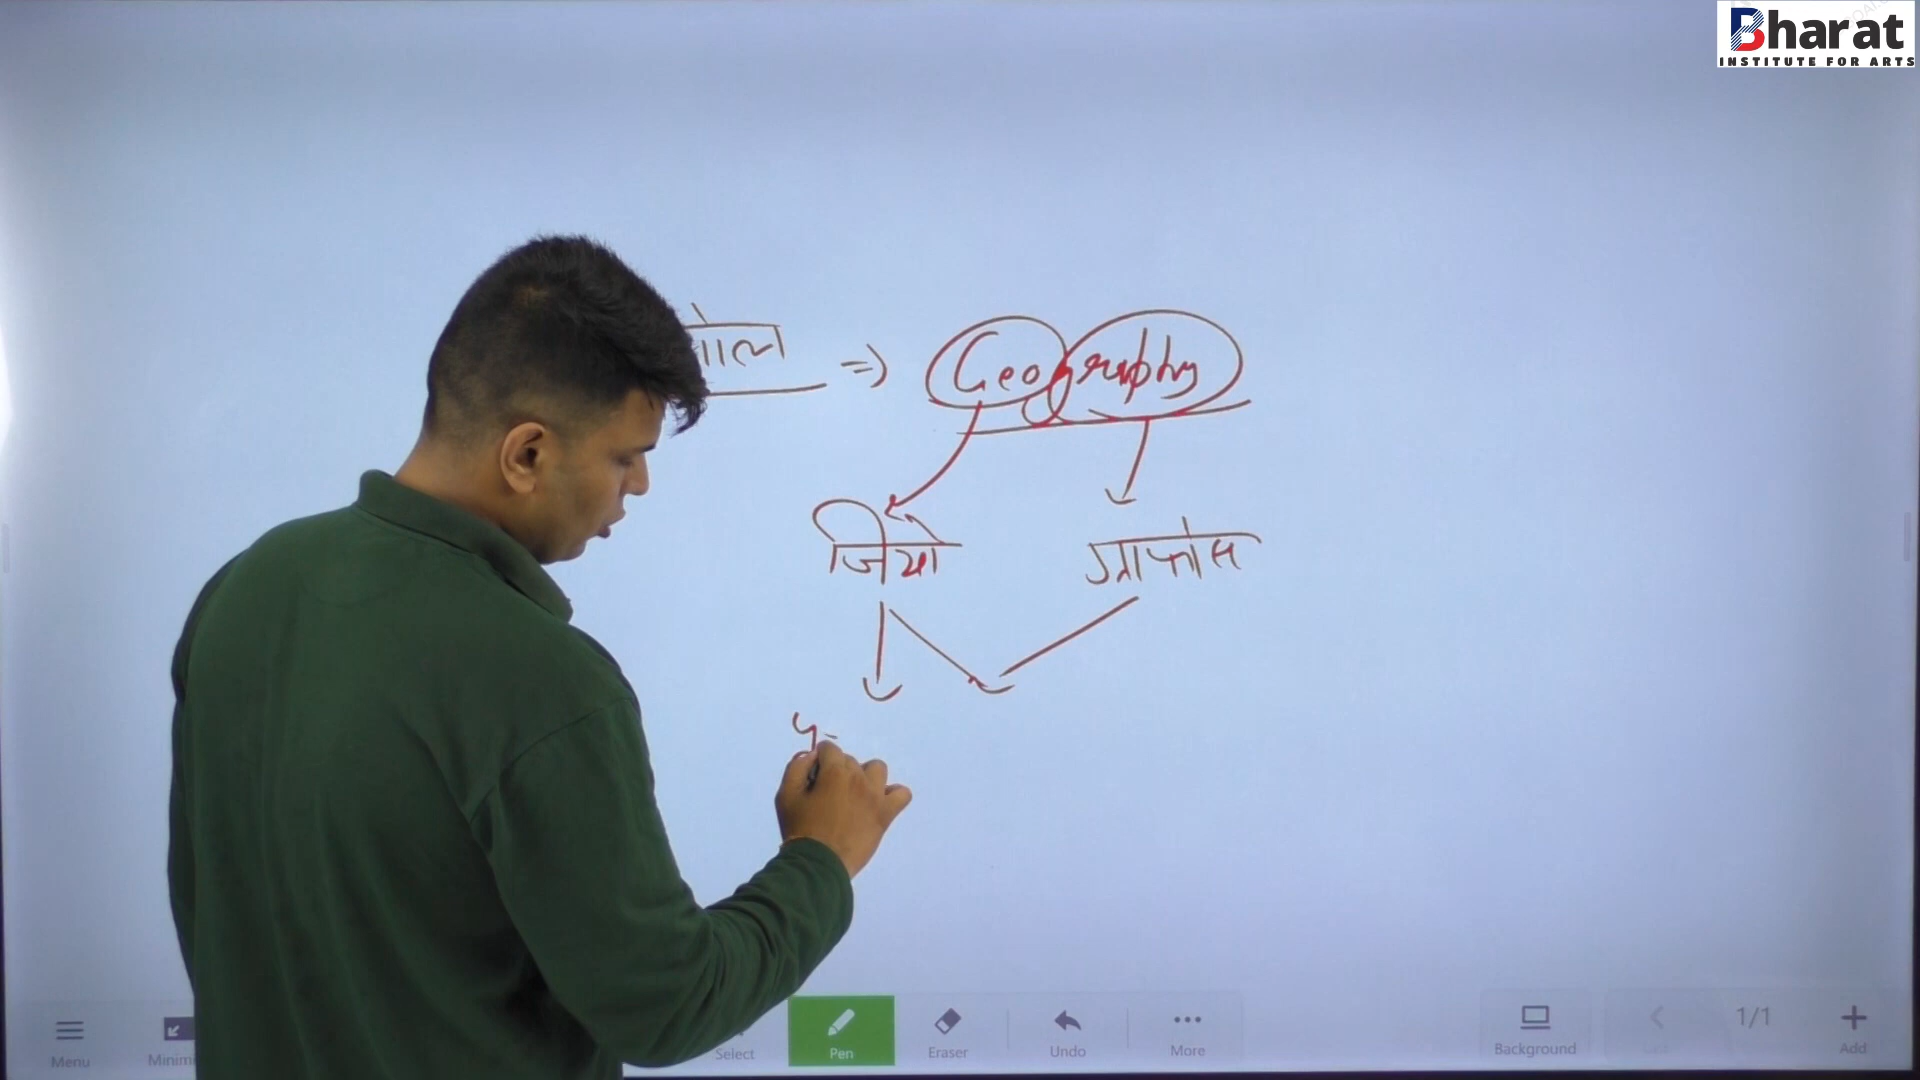 Bharat
INSTITUTE FOR ARTS
=> Geography
जियो ग्राफोस
Menu Select Pen Eraser Undo More Background 1/1 Add